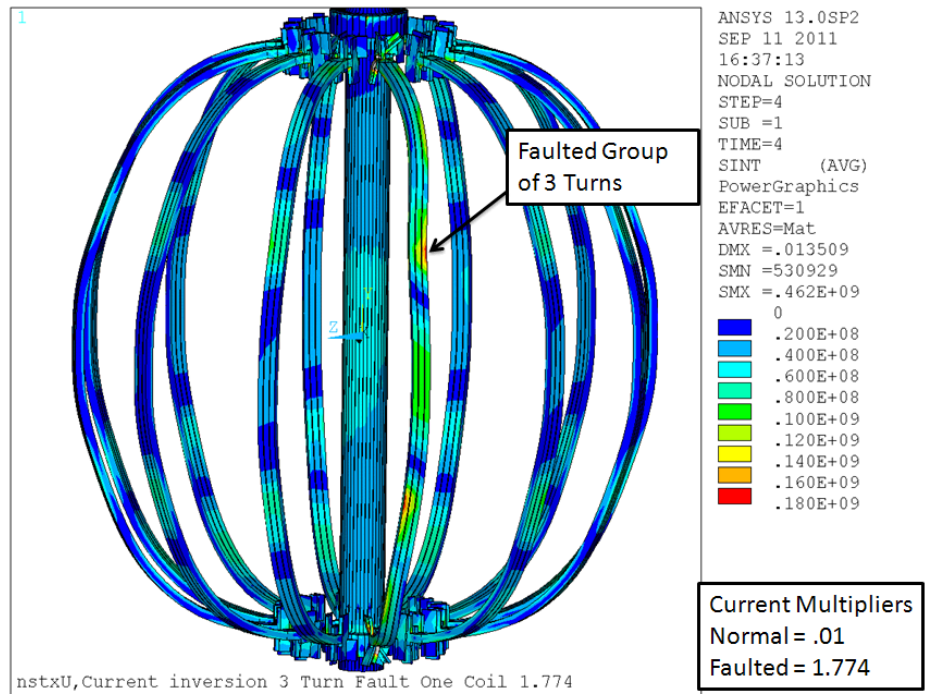 1
ANSYS 13.0SP2
SEP 11 2011
16:37:13
NODAL SOLUTION
STEP=4
SUB =1
TIME=4
SINT (AVG)
PowerGraphics
EFACET=1
AVRES=Mat
DMX =.013509
SMN =530929
SMX =.462E+09
0
.200E+08
.400E+08
.600E+08
.800E+08
.100E+09
.120E+09
.140E+09
.160E+09
.180E+09
Faulted Group
of 3 Turns
Y
Z
X
Current Multipliers
Normal = .01
Faulted = 1.774
nstxU,Current inversion 3 Turn Fault One Coil 1.774